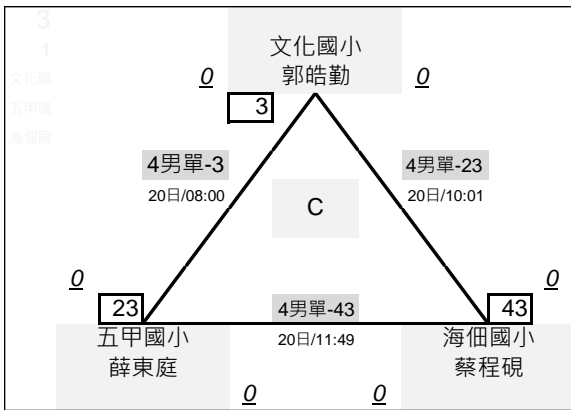 3
1
文化國
五甲國
海佃國
文化國小
郭皓勤
0
0
3
4男單-3
20日/08:00
4男單-23
20日/10:01
C
0
0
23
4男單-43
43
五甲國小
薛東庭
20日/11:49
海佃國小
蔡程硯
0
0